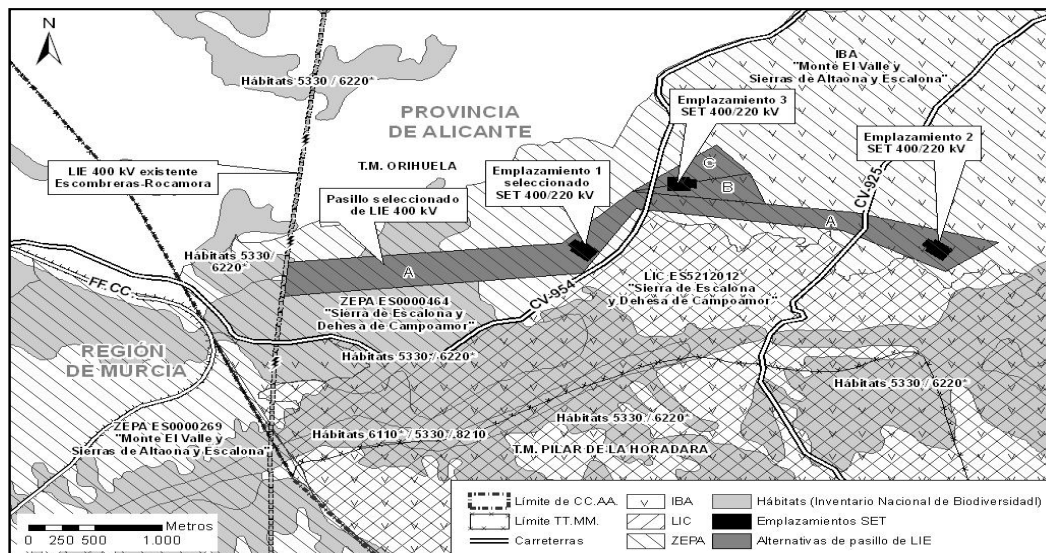 N
Hábitats 5330 / 6220*
IBA
"Monte El Valle y
Sierras de Altaona y Escalona"
PROVINCIA
DE ALICANTE
Emplazamiento 3
SET 400/220 kV
Emplazamiento 2
SET 400/220 kV
LIE 400 kV existente
Escombreras-Rocamora
T.M. ORIHUELA
Emplazamiento 1
seleccionado
SET 400/220 kV
Pasillo seleccionado
de LIE 400 kV
C
B
A
CV-925
Hábitats 5330/
6220*
A
FF.CC.
ZEPA ES0000464
"Sierra de Escalona y
Dehesa de Campoamor"
CV-954
LIC ES5212012
"Sierra de Escalona
y Dehesa de Campoamor"
REGIÓN
DE MURCIA
Hábitats 5330 / 6220*
Hábitats 5330 / 6220*
ZEPA ES0000269
"Monte El Valle y
Sierras de Altaona y Escalona"
Hábitats 6110* / 5330 / 8210
Hábitats 5330 / 6220*
T.M. PILAR DE LA HORADARA
Metros
0 250 500 1.000
Límite de CC.AA.
Límite TT.MM.
Carreterras
IBA
LIC
ZEPA
Hábitats (Inventario Nacional de Biodiversidadl)
Emplazamientos SET
Alternativas de pasillo de LIE